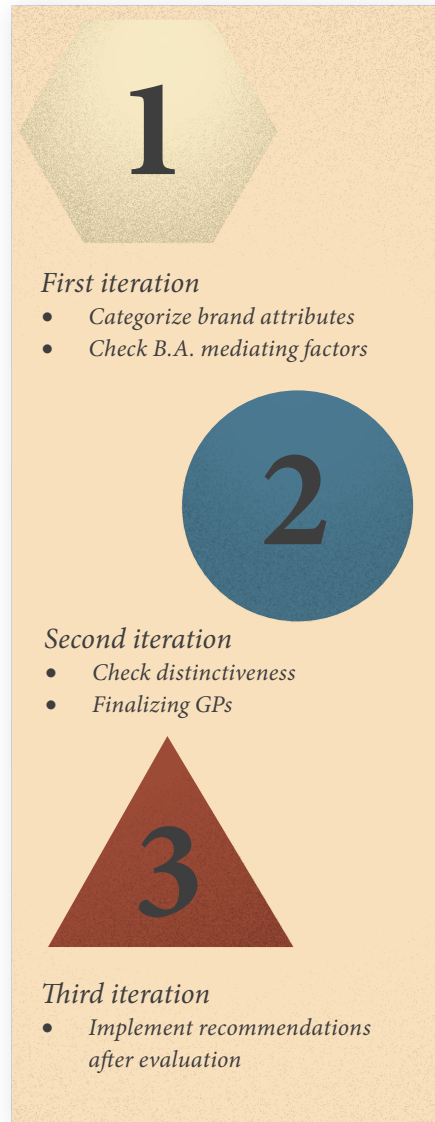 1
First iteration
• Categorize brand attributes
• Check B.A. mediating factors
2
Second iteration
• Check distinctiveness
• Finalizing GPs
3
Third iteration
• Implement recommendations
after evaluation